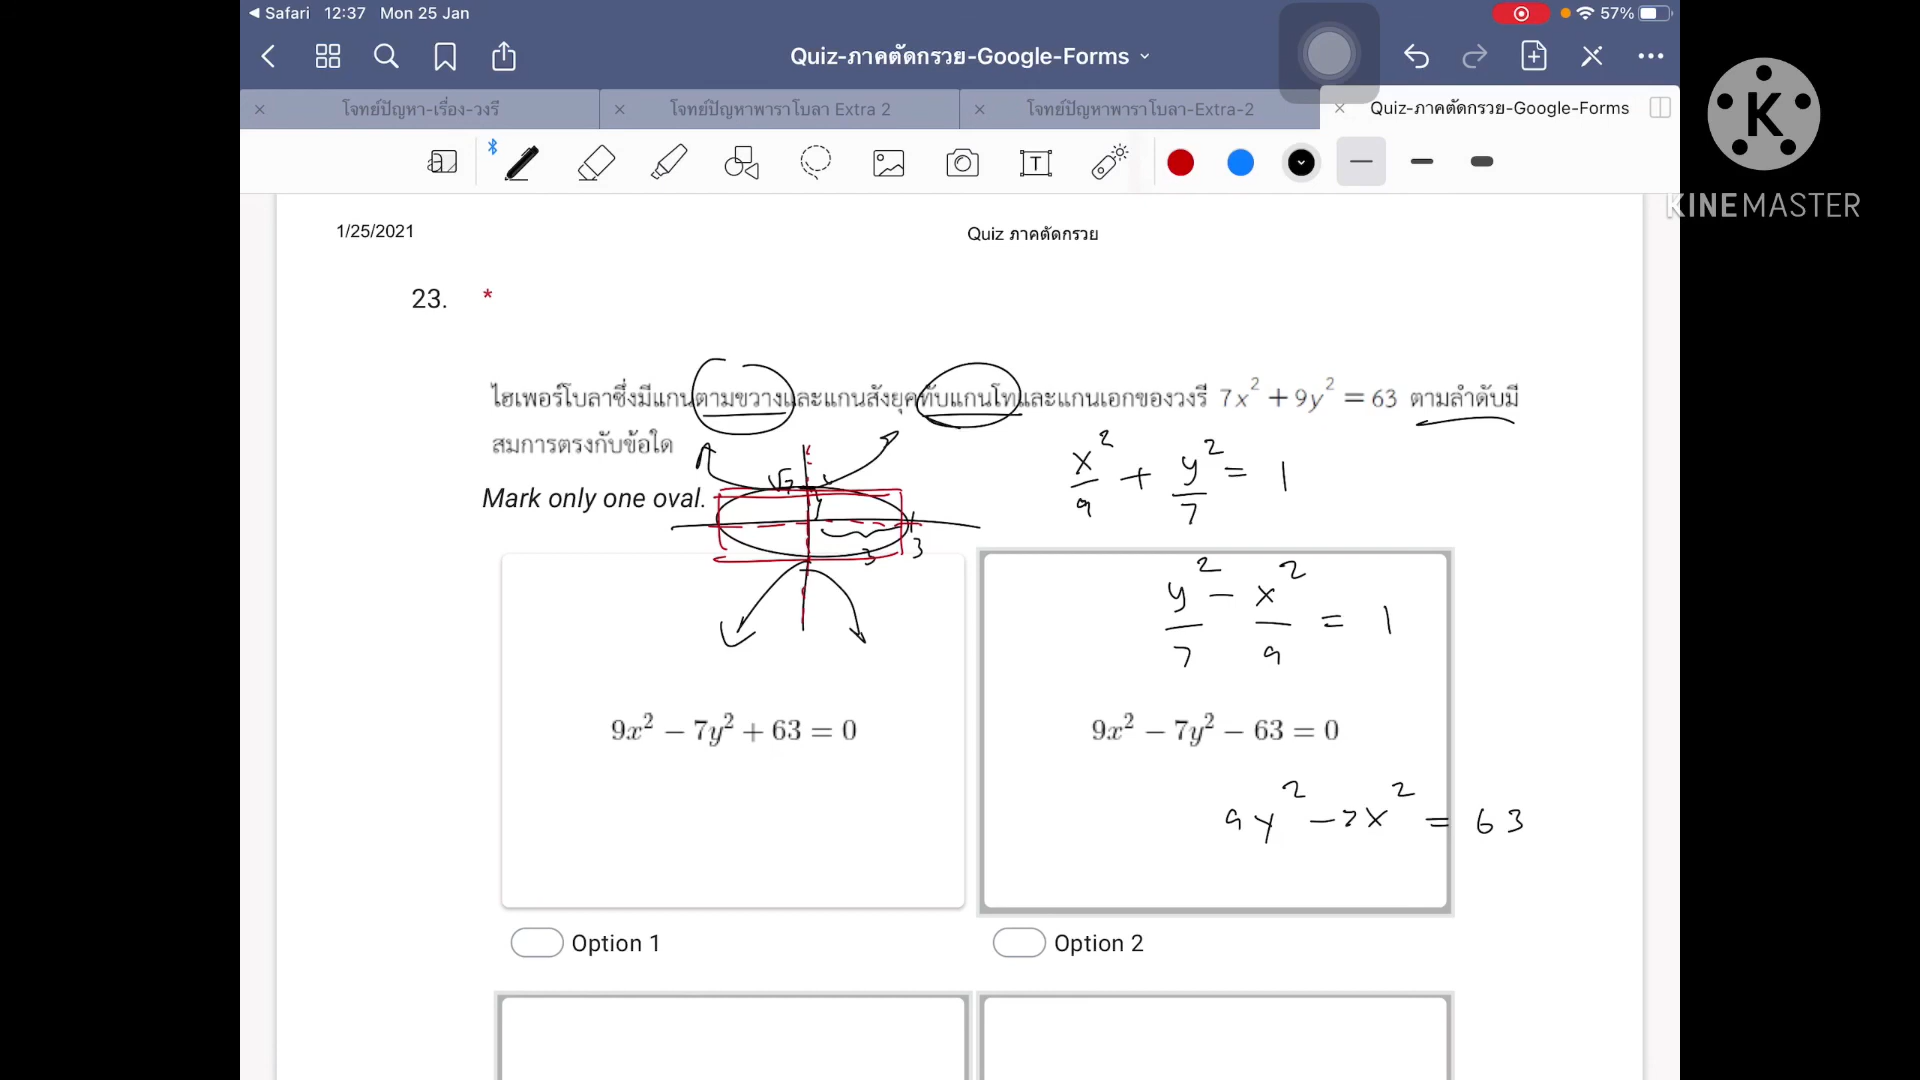 Safari 12:37 Mon 25 Jan 57%
Quiz-ภาคตัดกรวย-Google-Forms
โจทย์ปัญหา-เรื่อง-วงรี
โจทย์ปัญหาพาราโบลา Extra 2
โจทย์ปัญหาพาราโบลา-Extra-2
Quiz-ภาคตัดกรวย-Google-Forms
K
KINEMASTER
1/25/2021
Quiz ภาคตัดกรวย
23. *
ไฮเพอร์โบลาซึ่งมีแกนตามขวางและแกนสังยุคทับแกนโทและแกนเอกของวงรี 7x² + 9y² = 63 ตามลำดับมี
สมการตรงกับข้อใด
x²/9 + y²/7 = 1
Mark only one oval.
√7
3
3
y²/7 − x²/9 = 1
9x² − 7y² + 63 = 0
9x² − 7y² − 63 = 0
9y² − 7x² = 63
Option 1
Option 2